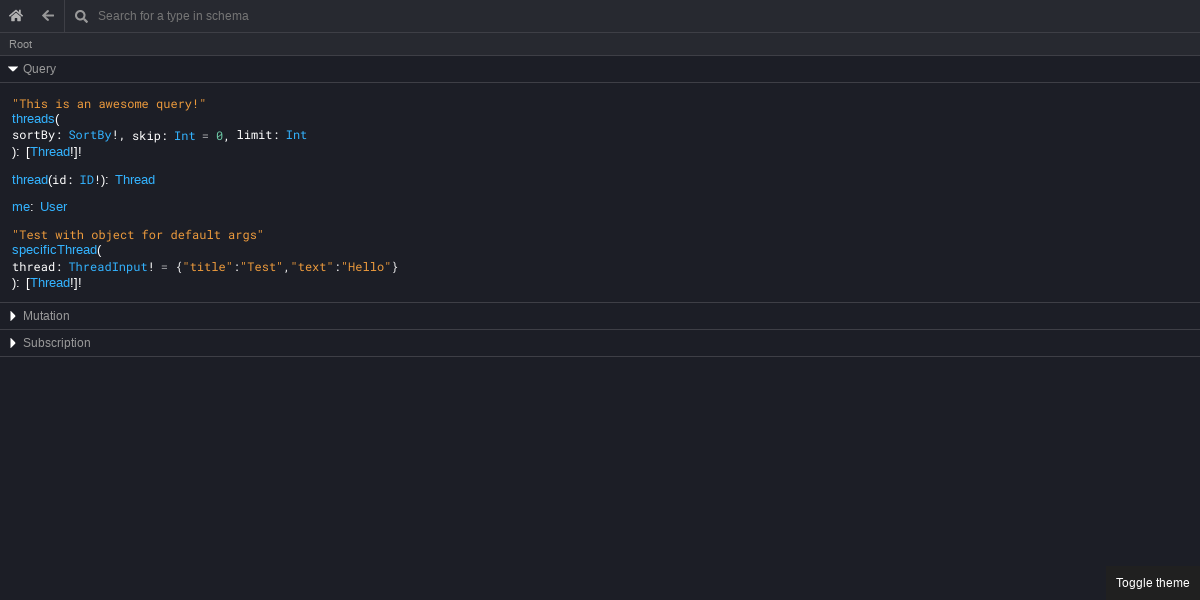 Search for a type in schema
Root
Query
"This is an awesome query!"
threads(
sortBy: SortBy!, skip: Int = 0, limit: Int
): [Thread!]!
thread(id: ID!): Thread
me: User
"Test with object for default args"
specificThread(
thread: ThreadInput! = {"title":"Test","text":"Hello"}
): [Thread!]!
Mutation
Subscription
Toggle theme